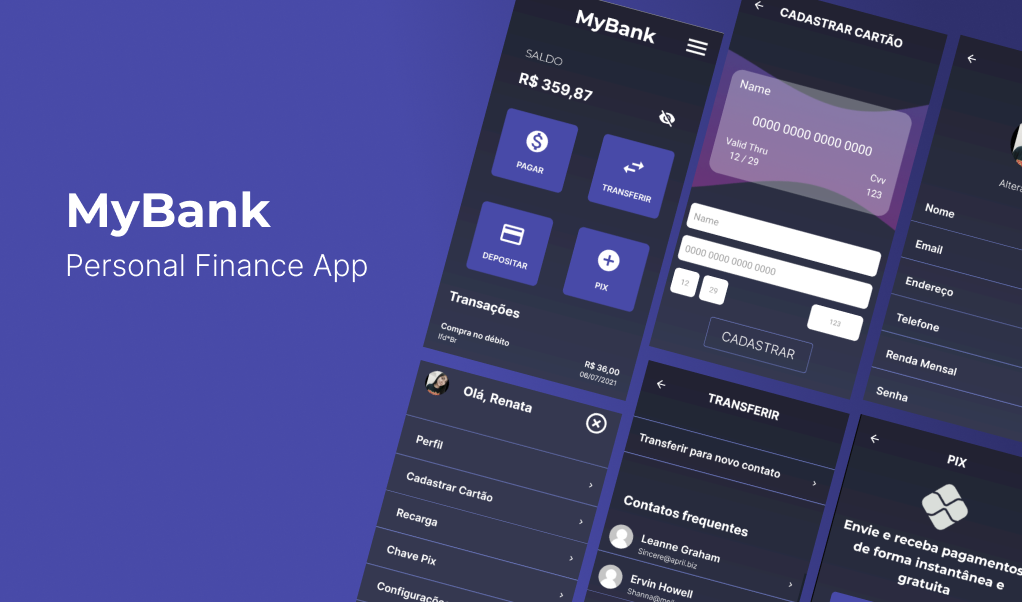 MyBank
Personal Finance App
MyBank
SALDO
R$ 359,87
PAGAR
TRANSFERIR
DEPOSITAR
PIX
Transações
Compra no débito
Ifd*Br
R$ 36,00
08/07/2021
CADASTRAR CARTÃO
Name
0000 0000 0000 0000
Valid Thru
12 / 29
Cvv
123
Name
0000 0000 0000 0000
12
29
123
CADASTRAR
Nome
Email
Endereço
Telefone
Renda Mensal
Senha
Olá, Renata
Perfil
Cadastrar Cartão
Recarga
Chave Pix
TRANSFERIR
Transferir para novo contato
Contatos frequentes
Leanne Graham
Sincere@april.biz
Ervin Howell
PIX
Envie e receba pagamentos
de forma instantânea e
gratuita